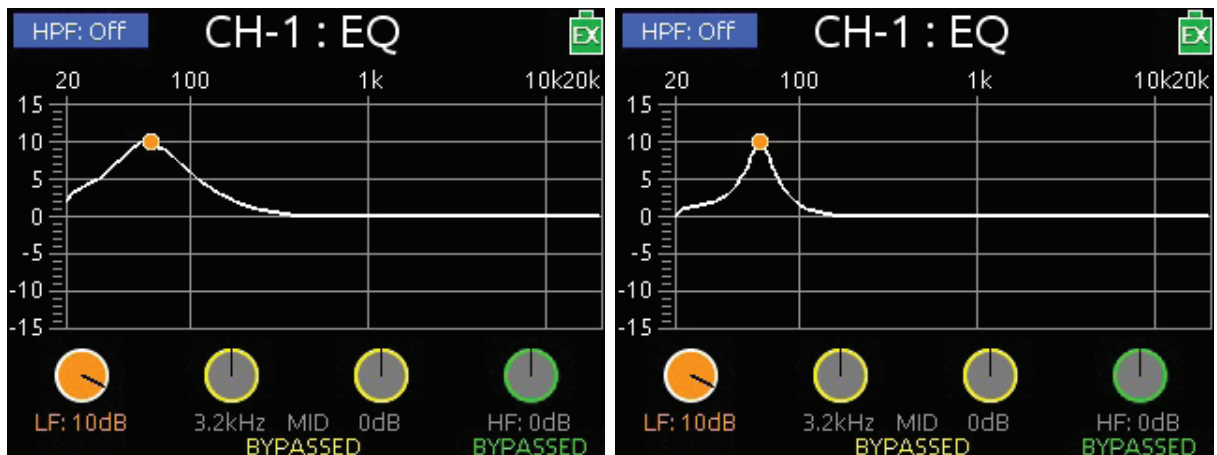 HPF: Off CH-1 : EQ EX
20 100 1k 10k20k
15
10
5
0
-5
-10
-15
LF: 10dB 3.2kHz MID 0dB HF: 0dB
BYPASSED BYPASSED
HPF: Off CH-1 : EQ EX
20 100 1k 10k20k
15
10
5
0
-5
-10
-15
LF: 10dB 3.2kHz MID 0dB HF: 0dB
BYPASSED BYPASSED